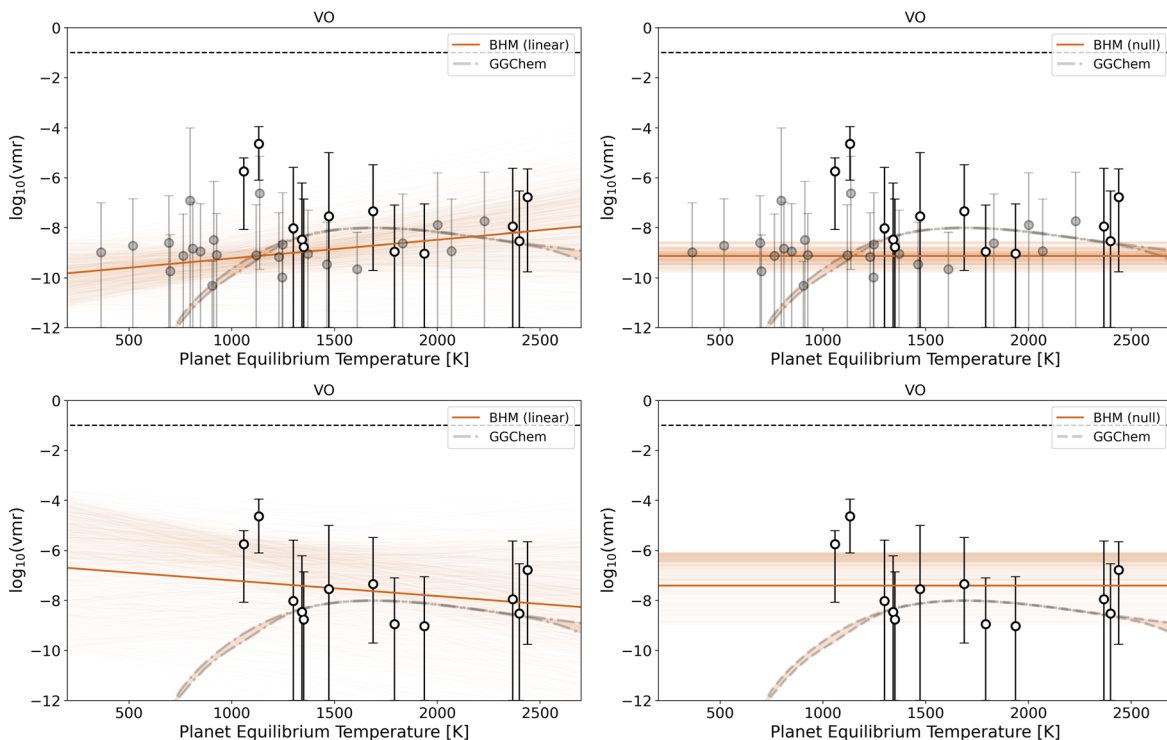 VO
BHM (linear)
GGChem
log₁₀(vmr)
0
−2
−4
−6
−8
−10
−12
500 1000 1500 2000 2500
Planet Equilibrium Temperature [K]
VO
BHM (null)
GGChem
log₁₀(vmr)
0
−2
−4
−6
−8
−10
−12
500 1000 1500 2000 2500
Planet Equilibrium Temperature [K]
VO
BHM (linear)
GGChem
log₁₀(vmr)
0
−2
−4
−6
−8
−10
−12
500 1000 1500 2000 2500
Planet Equilibrium Temperature [K]
VO
BHM (null)
GGChem
log₁₀(vmr)
0
−2
−4
−6
−8
−10
−12
500 1000 1500 2000 2500
Planet Equilibrium Temperature [K]